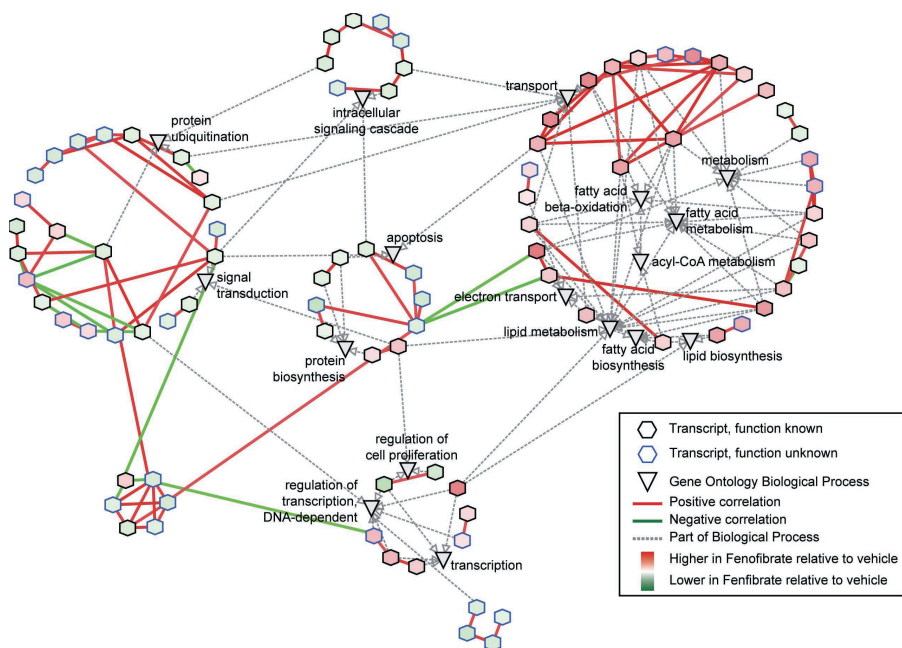 transport
protein
ubiquitination
intracellular
signaling cascade
metabolism
fatty acid
beta-oxidation
fatty acid
metabolism
apoptosis
acyl-CoA metabolism
signal
transduction
electron transport
lipid metabolism
fatty acid
biosynthesis
lipid biosynthesis
protein
biosynthesis
regulation of
cell proliferation
regulation of
transcription,
DNA-dependent
transcription
Transcript, function known
Transcript, function unknown
Gene Ontology Biological Process
Positive correlation
Negative correlation
Part of Biological Process
Higher in Fenofibrate relative to vehicle
Lower in Fenfibrate relative to vehicle